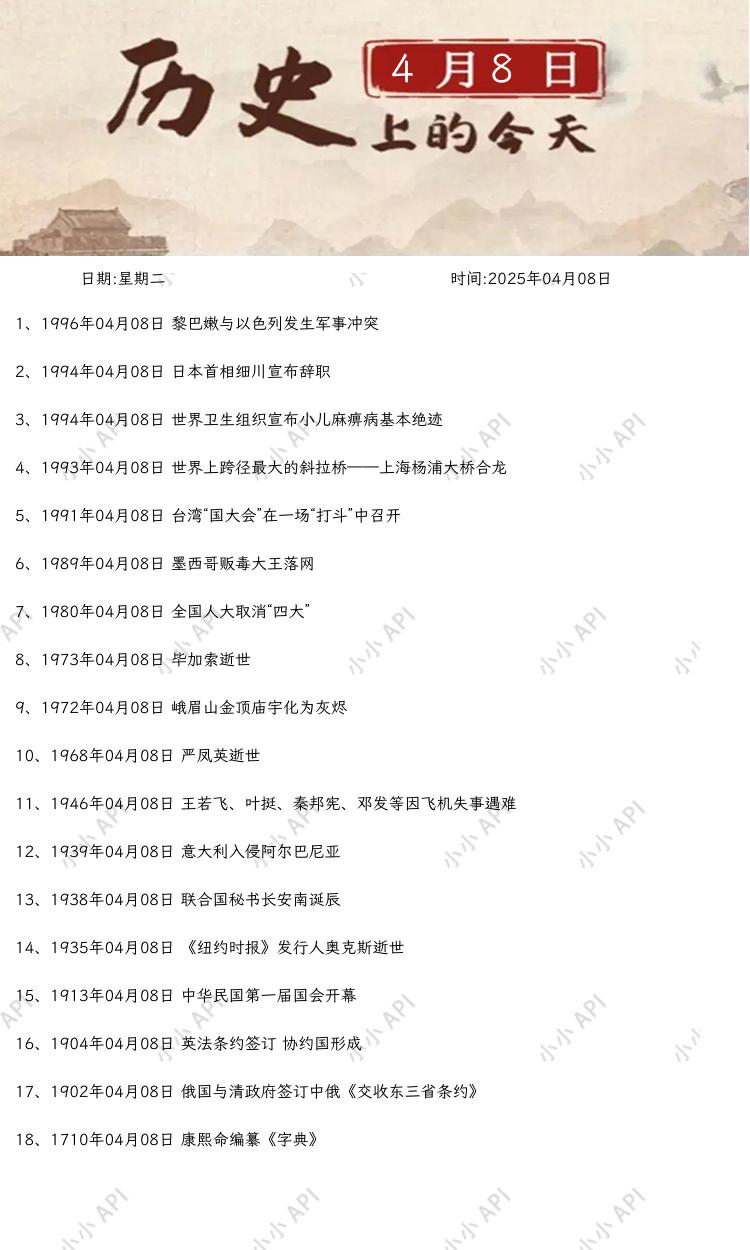 历史
4月8日
上的今天
日期:星期二
时间:2025年04月08日
1、1996年04月08日 黎巴嫩与以色列发生军事冲突
2、1994年04月08日 日本首相细川宣布辞职
3、1994年04月08日 世界卫生组织宣布小儿麻痹病基本绝迹
4、1993年04月08日 世界上跨径最大的斜拉桥——上海杨浦大桥合龙
5、1991年04月08日 台湾“国大会”在一场“打斗”中召开
6、1989年04月08日 墨西哥贩毒大王落网
7、1980年04月08日 全国人大取消“四大”
8、1973年04月08日 毕加索逝世
9、1972年04月08日 峨眉山金顶庙宇化为灰烬
10、1968年04月08日 严凤英逝世
11、1946年04月08日 王若飞、叶挺、秦邦宪、邓发等因飞机失事遇难
12、1939年04月08日 意大利入侵阿尔巴尼亚
13、1938年04月08日 联合国秘书长安南诞辰
14、1935年04月08日 《纽约时报》发行人奥克斯逝世
15、1913年04月08日 中华民国第一届国会开幕
16、1904年04月08日 英法条约签订 协约国形成
17、1902年04月08日 俄国与清政府签订中俄《交收东三省条约》
18、1710年04月08日 康熙命编纂《字典》
小小 API